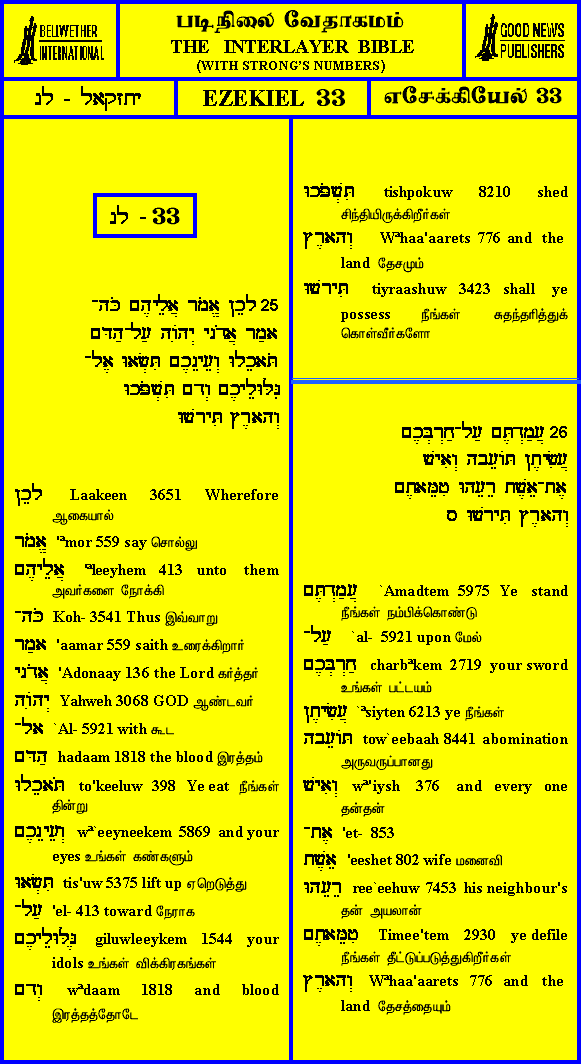 BELLWETHER
INTERNATIONAL
படிநிலை வேதாகமம்
THE INTERLAYER BIBLE
(WITH STRONG'S NUMBERS)
GOOD NEWS
PUBLISHERS
יחזקאל - לג
EZEKIEL 33
எசேக்கியேல் 33
לג - 33
25 לָכֵן אֱמֹר אֲלֵיהֶם כֹּה־
אָמַר אֲדֹנָי יְהוִֹה עַל־הַדָּם
תֹּאכֵלוּ וְעֵינֵכֶם תִּשְׂאוּ אֶל־
גִּלּוּלֵיכֶם וְדָם תִּשְׁפֹּכוּ
וְהָאָרֶץ תִּירָשׁוּ
לָכֵן Laakeen 3651 Wherefore
ஆகையால்
אֱמֹר 'ªmor 559 say சொல்லு
אֲלֵיהֶם 'ªleeyhem 413 unto them
அவர்களை நோக்கி
כֹּה־ Koh- 3541 Thus இவ்வாறு
אָמַר 'aamar 559 saith உரைக்கிறார்
אֲדֹנָי 'Adonaay 136 the Lord கர்த்தர்
יְהוִֹה Yahweh 3068 GOD ஆண்டவர்
אל־ `Al- 5921 with கூட
הַדָּם hadaam 1818 the blood இரத்தம்
תֹּאכֵלוּ to'keeluw 398 Ye eat நீங்கள்
தின்று
וְעֵינֵכֶם wª`eeyneekem 5869 and your
eyes உங்கள் கண்களும்
תִּשְׂאוּ tis'uw 5375 lift up ஏறெடுத்து
עַל־ 'el- 413 toward நேராக
גִּלּוּלֵיכֶם giluwleeykem 1544 your
idols உங்கள் விக்கிரகங்கள்
וְדָם wªdaam 1818 and blood
இரத்தத்தோடே
תִּשְׁפֹּכוּ tishpokuw 8210 shed
சிந்தியிருக்கிறீர்கள்
וְהָאָרֶץ Wªhaa'aarets 776 and the
land தேசமும்
תִּירָשׁוּ tiyraashuw 3423 shall ye
possess நீங்கள் சுதந்தரித்துக்
கொள்வீர்களோ
26 עֲמַדְתֶּם עַל־חַרְבְּכֶם
עֲשִׂיתֶן תּוֹעֵבָה וְאִישׁ
אֶת־אֵשֶׁת רֵעֵהוּ טִמֵּאתֶם
וְהָאָרֶץ תִּירָשׁוּ ס
עֲמַדְתֶּם `Amadtem 5975 Ye stand
நீங்கள் நம்பிக்கொண்டு
עַל־ `al- 5921 upon மேல்
חַרְבְּכֶם charbªkem 2719 your sword
உங்கள் பட்டயம்
עֲשִׂיתֶן `ªsiyten 6213 ye நீங்கள்
תּוֹעֵבָה tow`eebaah 8441 abomination
அருவருப்பானது
וְאִישׁ wª'iysh 376 and every one
தன்தன்
אֶת־ 'et- 853
אֵשֶׁת 'eeshet 802 wife மனைவி
רֵעֵהוּ ree`eehuw 7453 his neighbour's
தன் அயலான்
טִמֵּאתֶם Timee'tem 2930 ye defile
நீங்கள் தீட்டுப்படுத்துகிறீர்கள்
וְהָאָרֶץ Wªhaa'aarets 776 and the
land தேசத்தையும்